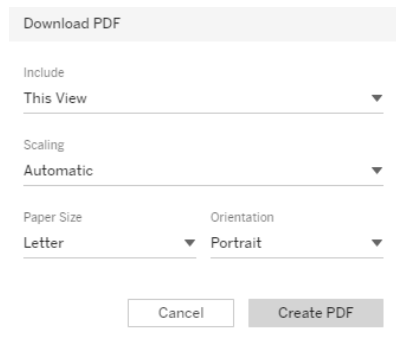 Download PDF
Include
This View
Scaling
Automatic
Paper Size Orientation
Letter Portrait
Cancel Create PDF